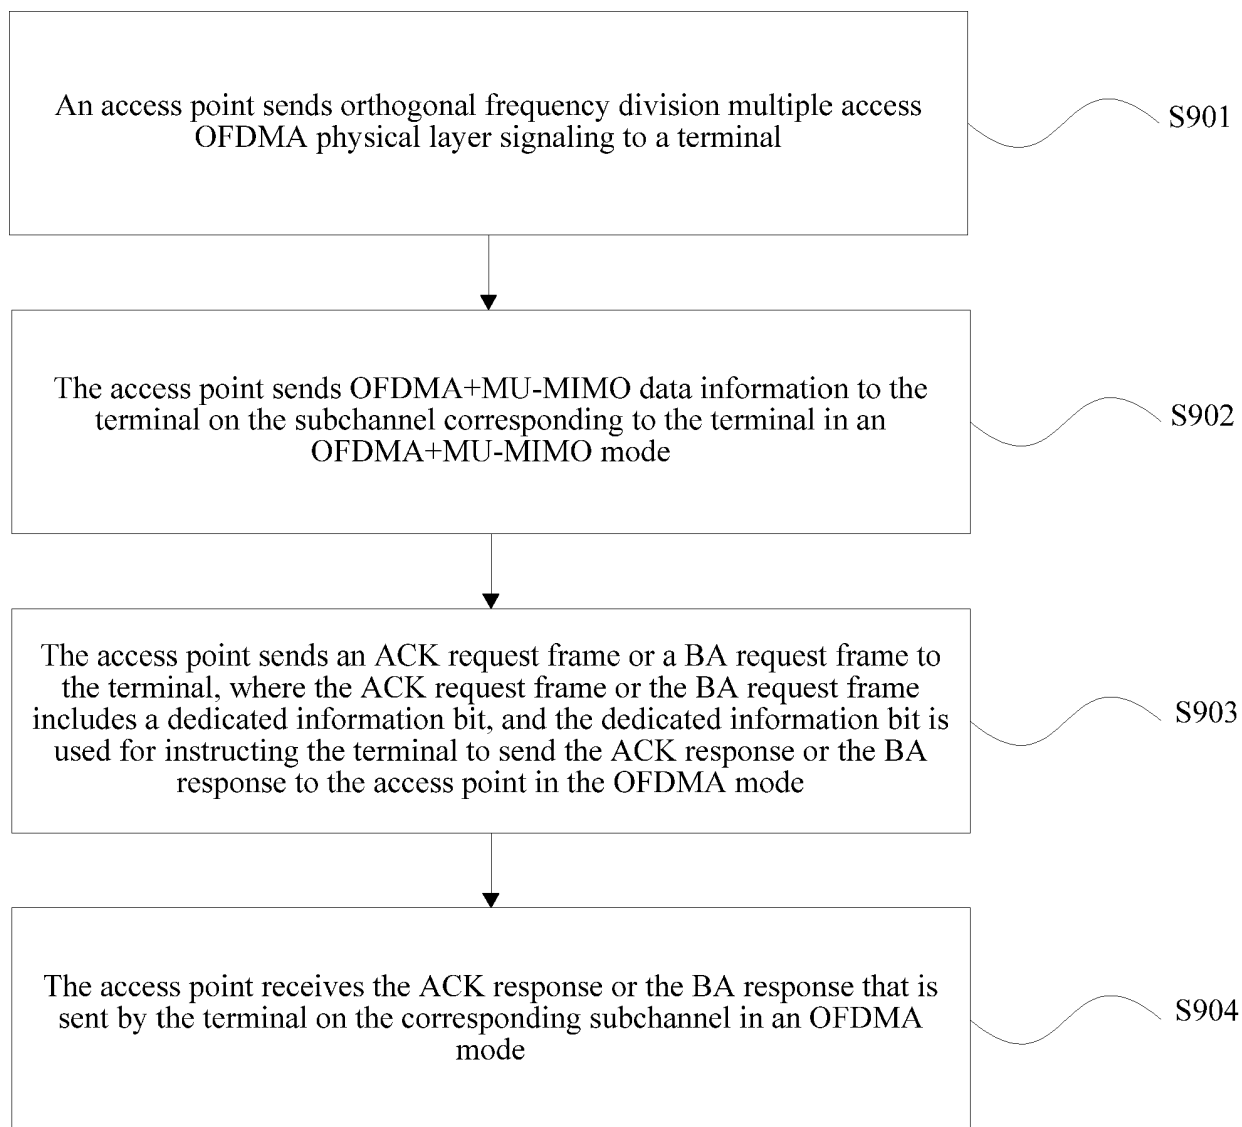 An access point sends orthogonal frequency division multiple access
OFDMA physical layer signaling to a terminal
S901
The access point sends OFDMA+MU-MIMO data information to the
terminal on the subchannel corresponding to the terminal in an
OFDMA+MU-MIMO mode
S902
The access point sends an ACK request frame or a BA request frame to
the terminal, where the ACK request frame or the BA request frame
includes a dedicated information bit, and the dedicated information bit is
used for instructing the terminal to send the ACK response or the BA
response to the access point in the OFDMA mode
S903
The access point receives the ACK response or the BA response that is
sent by the terminal on the corresponding subchannel in an OFDMA
mode
S904